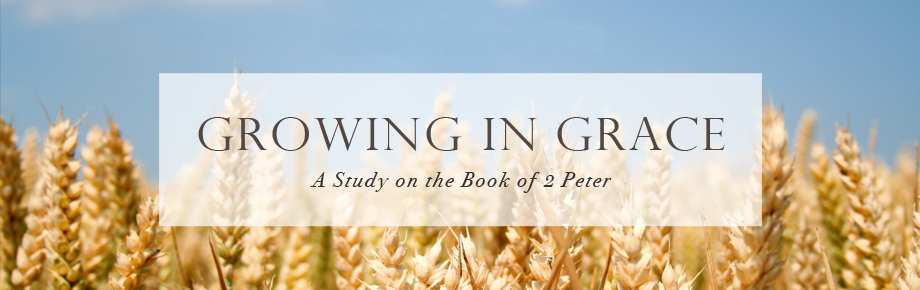 GROWING IN GRACE
A Study on the Book of 2 Peter